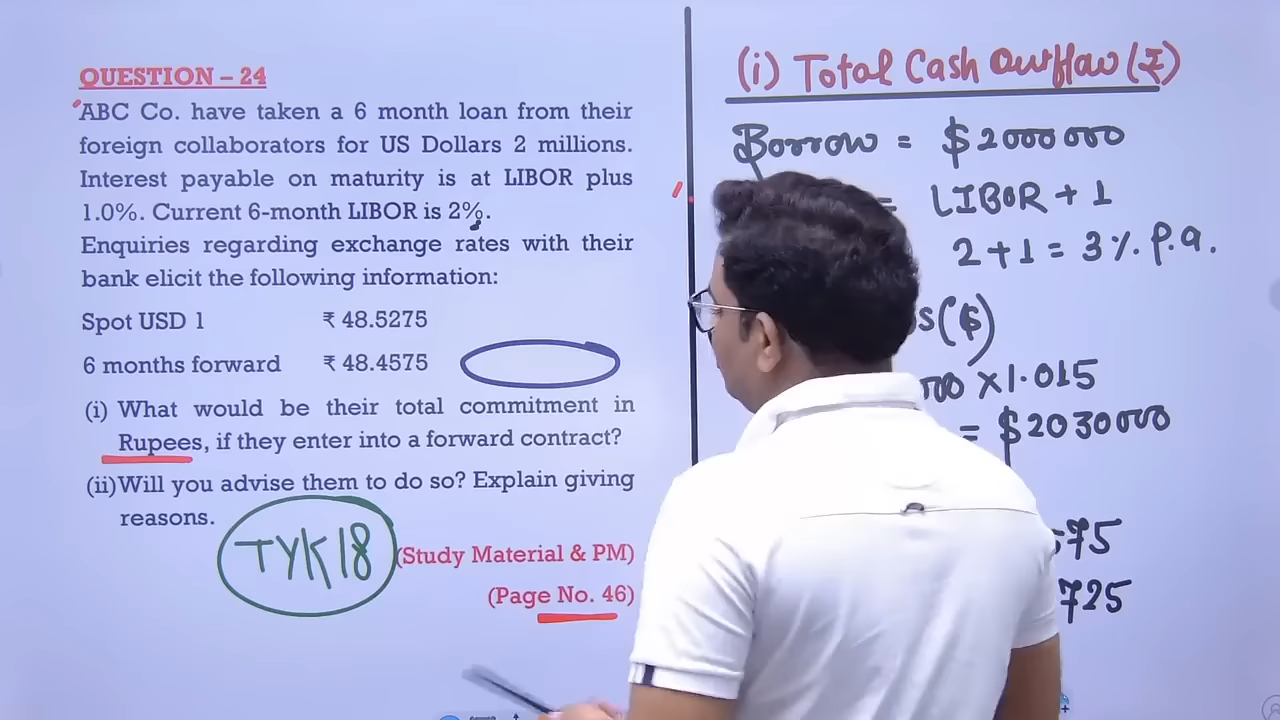 QUESTION – 24
ABC Co. have taken a 6 month loan from their
foreign collaborators for US Dollars 2 millions.
Interest payable on maturity is at LIBOR plus
1.0%. Current 6-month LIBOR is 2%.
Enquiries regarding exchange rates with their
bank elicit the following information:
Spot USD 1 ₹ 48.5275
6 months forward ₹ 48.4575
(i) What would be their total commitment in
Rupees, if they enter into a forward contract?
(ii) Will you advise them to do so? Explain giving
reasons.
TYK18
(Study Material & PM)
(Page No. 46)
(i) Total Cash Outflow (₹)
Borrow = $ 2000000
= LIBOR + 1
2 + 1 = 3 %. P.a.
s($)
000 x 1.015
= $ 2030000
575
725